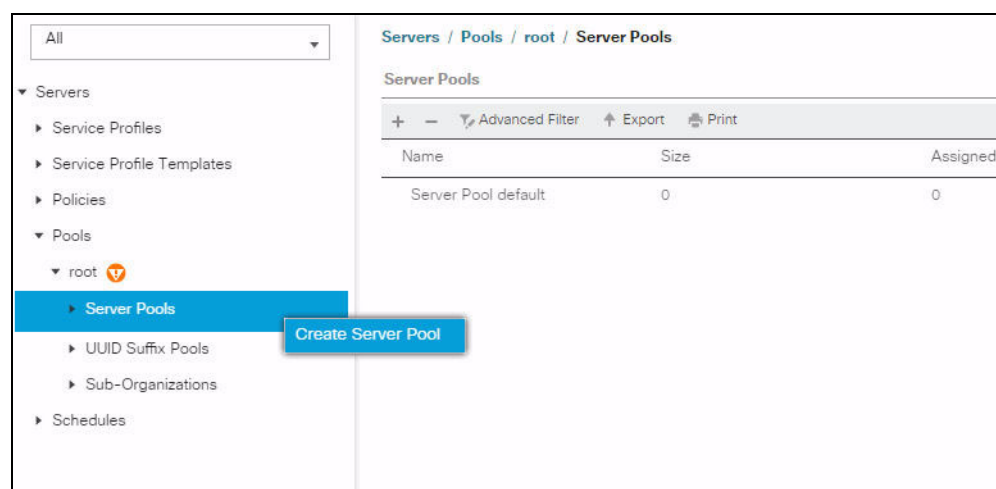 All
Servers
Service Profiles
Service Profile Templates
Policies
Pools
root
Server Pools
Create Server Pool
UUID Suffix Pools
Sub-Organizations
Schedules
Servers / Pools / root / Server Pools
Server Pools
+ − Advanced Filter Export Print
Name Size Assigned
Server Pool default 0 0